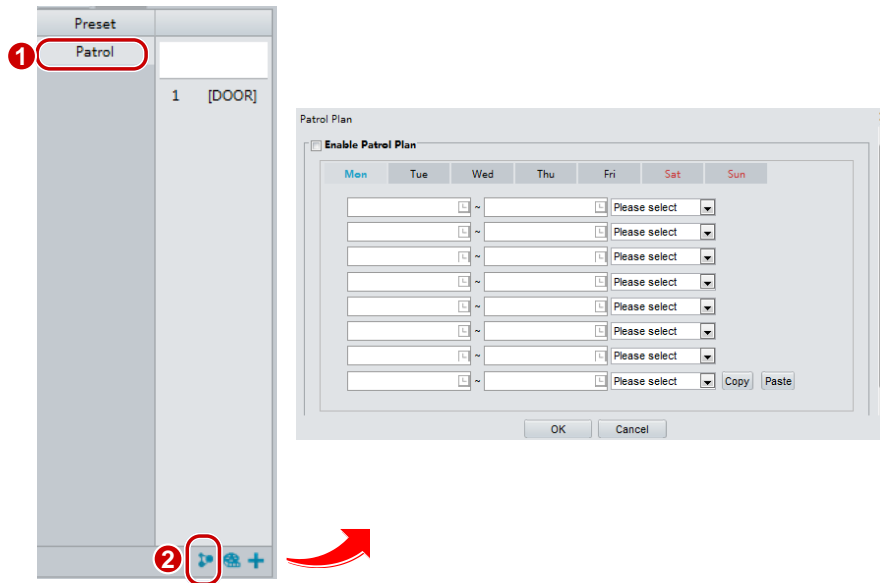 Preset
1
Patrol
1 [DOOR]
2
Patrol Plan
Enable Patrol Plan
Mon Tue Wed Thu Fri Sat Sun
~ Please select
~ Please select
~ Please select
~ Please select
~ Please select
~ Please select
~ Please select
~ Please select Copy Paste
OK Cancel